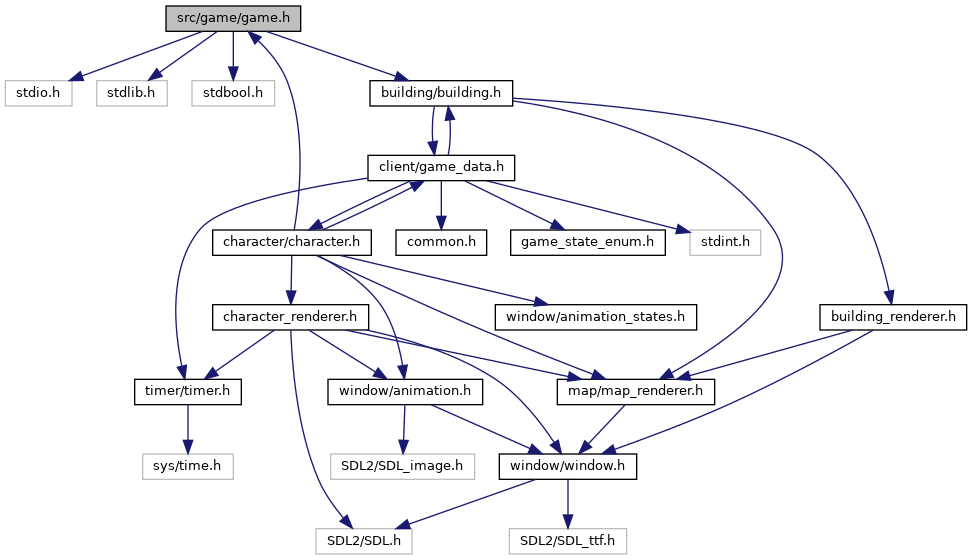 src/game/game.h
stdio.h
stdlib.h
stdbool.h
building/building.h
client/game_data.h
character/character.h
common.h
game_state_enum.h
stdint.h
character_renderer.h
window/animation_states.h
building_renderer.h
timer/timer.h
window/animation.h
map/map_renderer.h
sys/time.h
SDL2/SDL_image.h
window/window.h
SDL2/SDL.h
SDL2/SDL_ttf.h